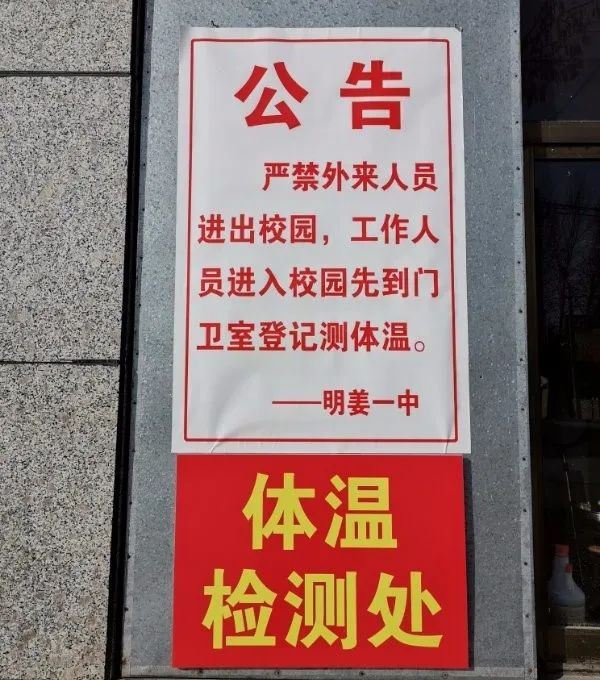 公告
严禁外来人员
进出校园，工作人
员进入校园先到门
卫室登记测体温。
——明姜一中
体温
检测处